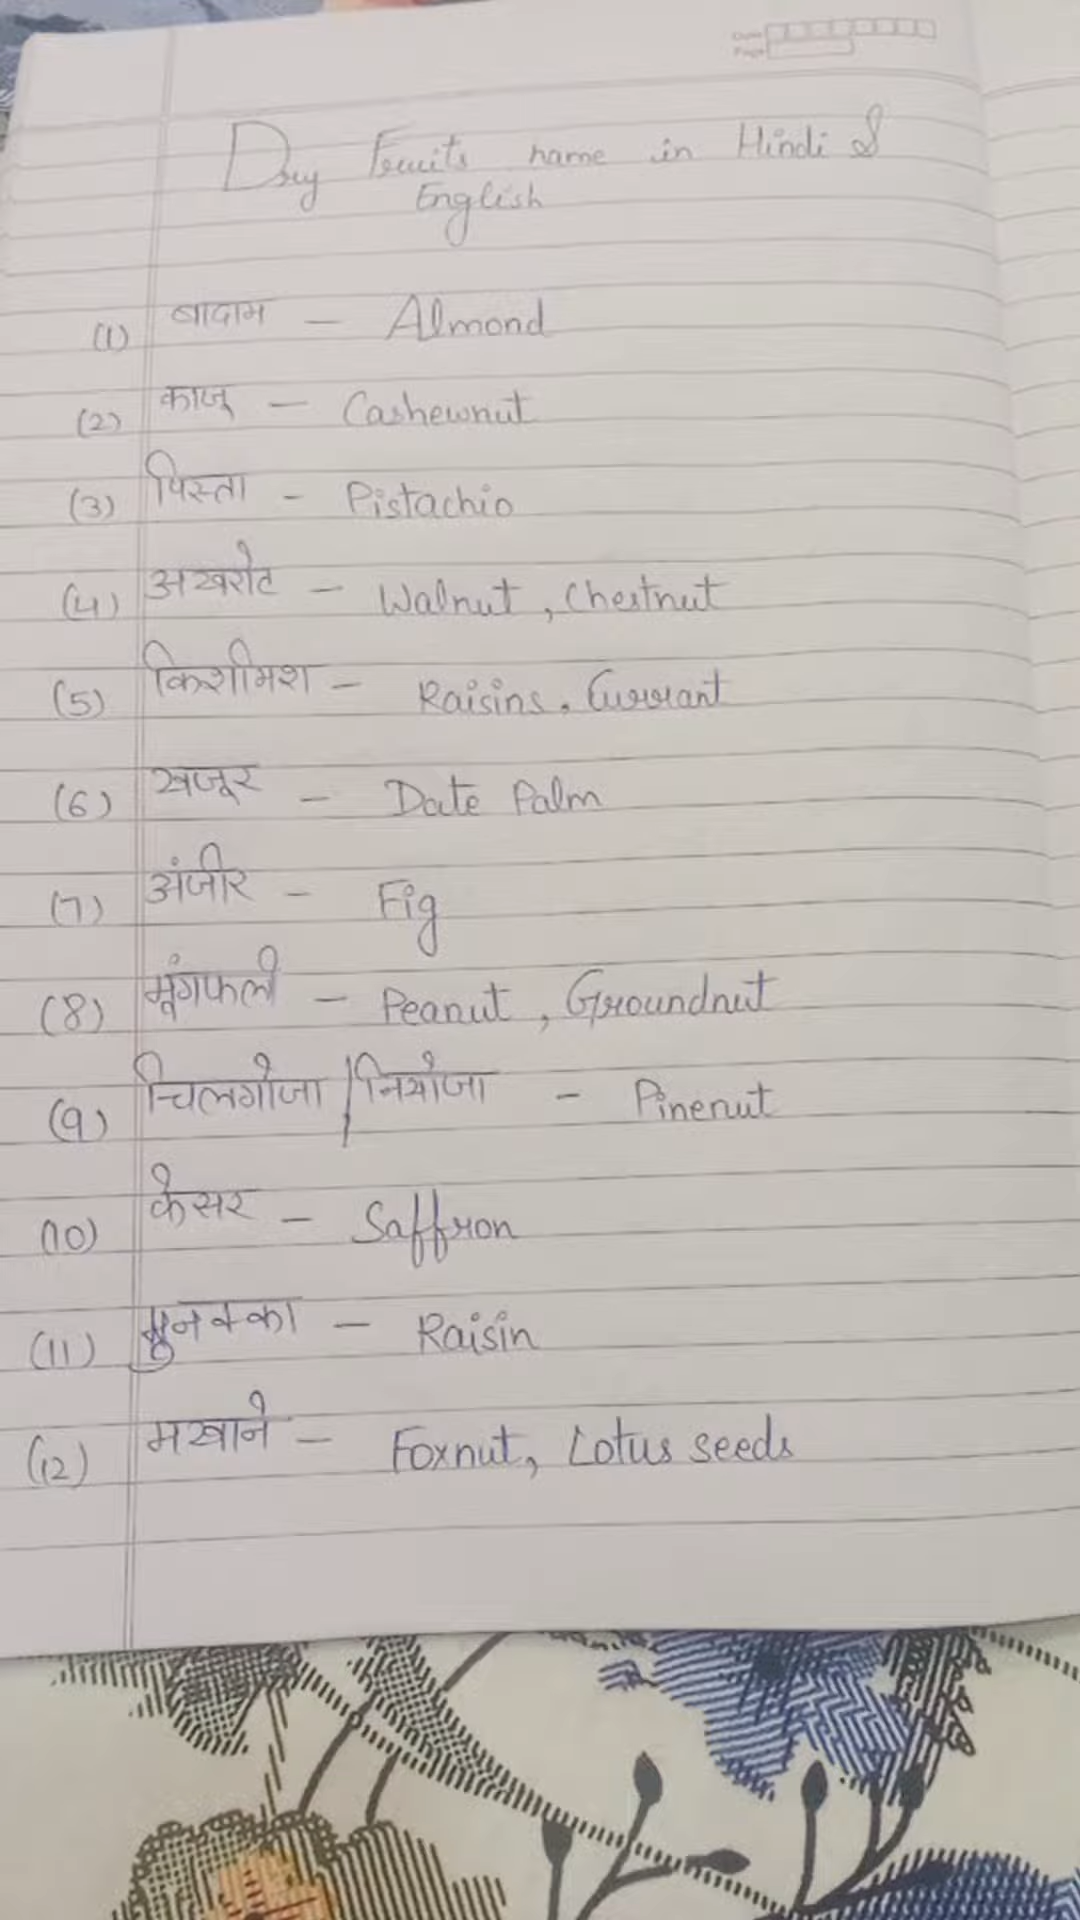 Date
Page
Dry Fruits name in Hindi &
English
(1) बादाम - Almond
(2) काजू - Cashewnut
(3) पिस्ता - Pistachio
(4) अखरोट - Walnut, Chestnut
(5) किशमिश - Raisins, Currant
(6) खजूर - Date Palm
(7) अंजीर - Fig
(8) मूंगफली - Peanut, Groundnut
(9) चिलगोजा / नियोजा - Pinenut
(10) केसर - Saffron
(11) मुनक्का - Raisin
(12) मखाने - Foxnut, Lotus seeds